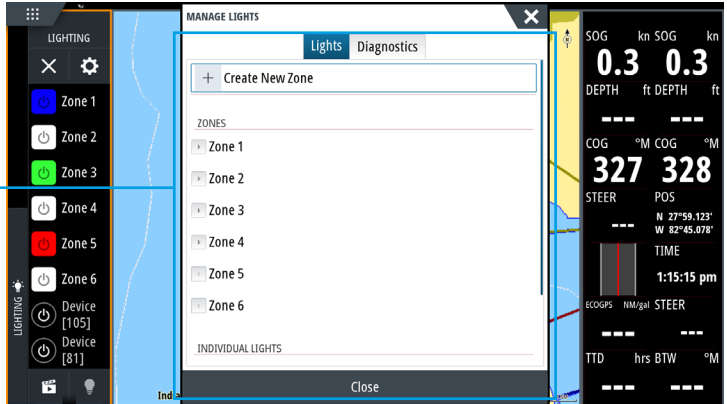 LIGHTING
Zone 1
Zone 2
Zone 3
Zone 4
Zone 5
Zone 6
Device
[105]
Device
[81]
LIGHTING
MANAGE LIGHTS
Lights Diagnostics
Create New Zone
ZONES
Zone 1
Zone 2
Zone 3
Zone 4
Zone 5
Zone 6
INDIVIDUAL LIGHTS
Close
SOG kn SOG kn
0.3 0.3
DEPTH ft DEPTH ft
--- ---
COG °M COG °M
327 328
STEER POS
--- N 27°59.123'
W 82°45.078'
TIME
1:15:15 pm
ECOGPS NM/gal STEER
--- ---
TTD hrs BTW °M
--- ---